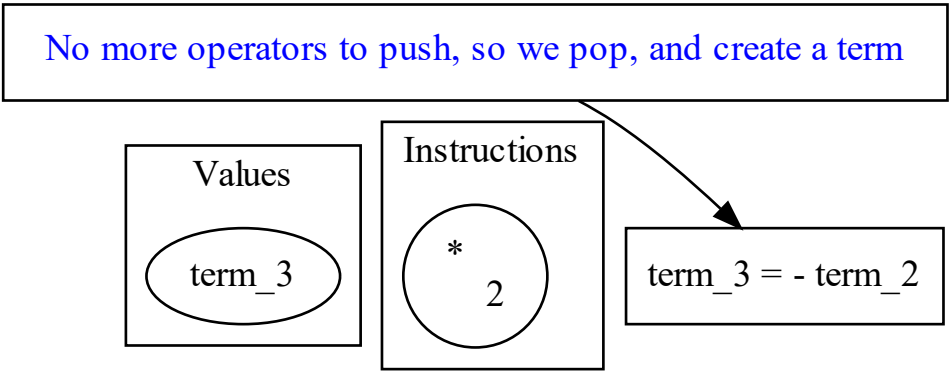 No more operators to push, so we pop, and create a term
Values
term_3
Instructions
*
2
term_3 = - term_2